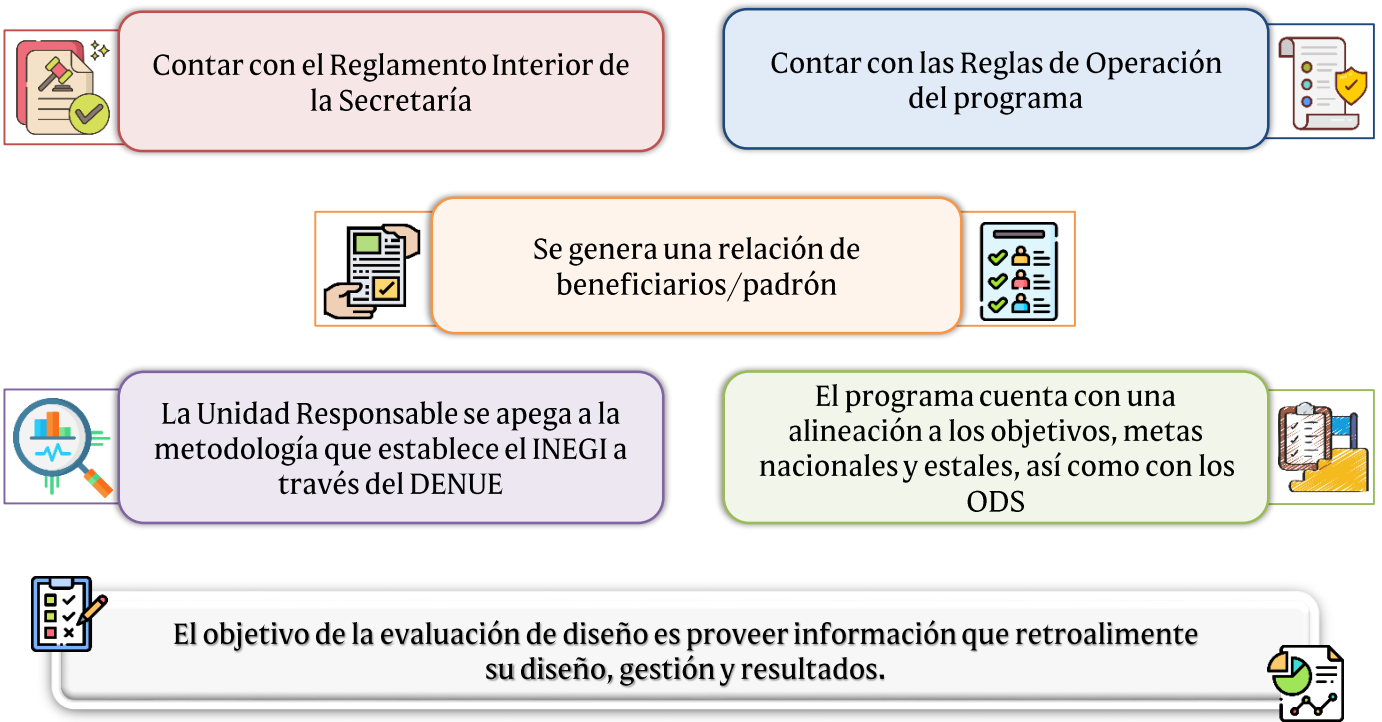 Contar con el Reglamento Interior de
la Secretaría
Contar con las Reglas de Operación
del programa
Se genera una relación de
beneficiarios/padrón
La Unidad Responsable se apega a la
metodología que establece el INEGI a
través del DENUE
El programa cuenta con una
alineación a los objetivos, metas
nacionales y estales, así como con los
ODS
El objetivo de la evaluación de diseño es proveer información que retroalimente
su diseño, gestión y resultados.